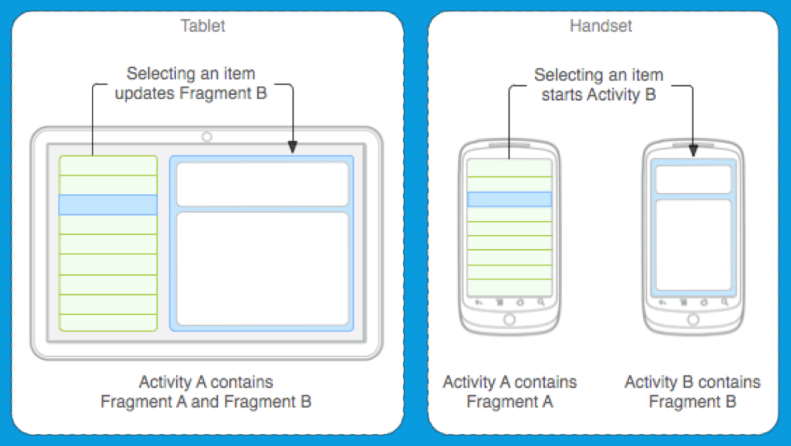 Tablet
Selecting an item
updates Fragment B
Activity A contains
Fragment A and Fragment B
Handset
Selecting an item
starts Activity B
Activity A contains
Fragment A
Activity B contains
Fragment B